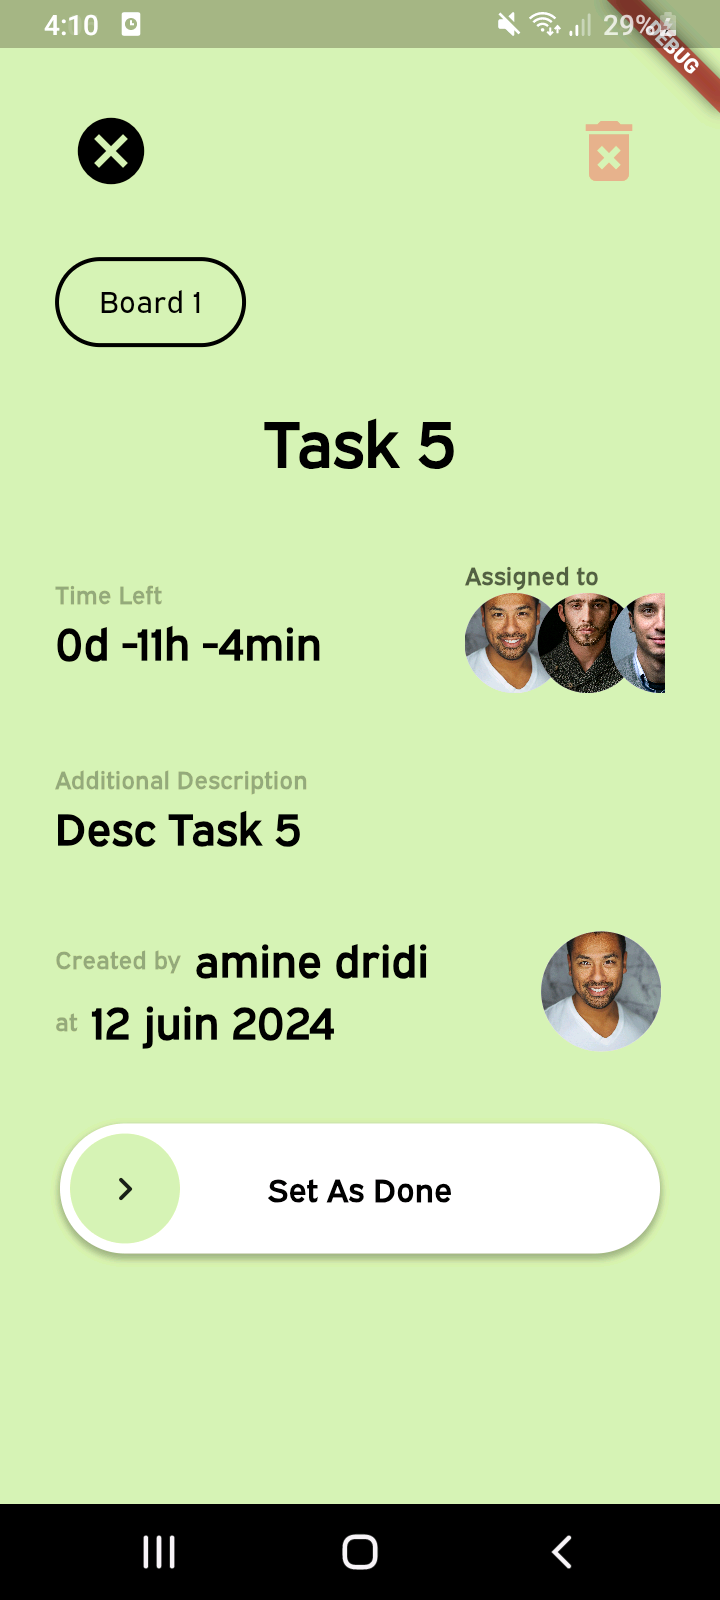 4:10
29%
DEBUG
Board 1
Task 5
Assigned to
Time Left
0d -11h -4min
Additional Description
Desc Task 5
Created by amine dridi
at 12 juin 2024
Set As Done